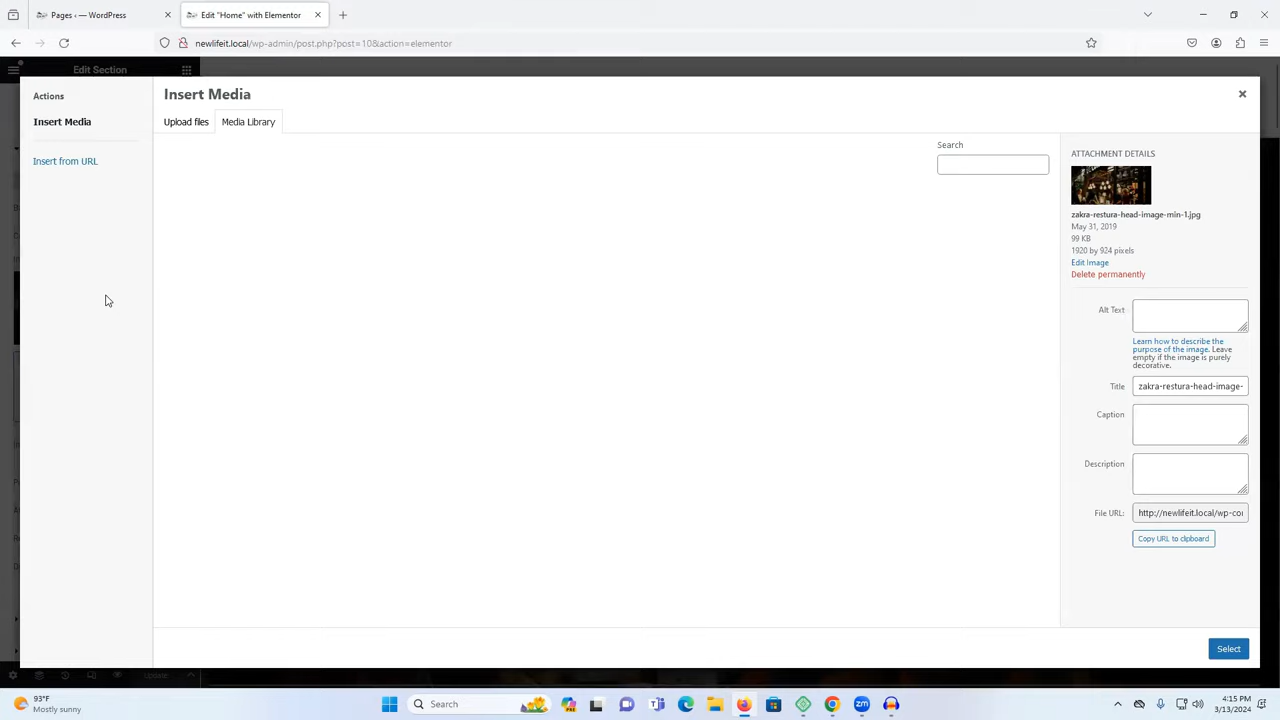 Pages ‹ — WordPress
Edit "Home" with Elementor
newlifeit.local/wp-admin/post.php?post=10&action=elementor
Edit Section
Actions
Insert Media
Insert from URL
Insert Media
Upload files
Media Library
Search
ATTACHMENT DETAILS
zakra-restura-head-image-min-1.jpg
May 31, 2019
99 KB
1920 by 924 pixels
Edit Image
Delete permanently
Alt Text
Learn how to describe the
purpose of the image. Leave
empty if the image is purely
decorative.
Title
zakra-restura-head-image-
Caption
Description
File URL:
http://newlifeit.local/wp-co
Copy URL to clipboard
Select
Update
93°F
Mostly sunny
Search
4:15 PM
3/13/2024